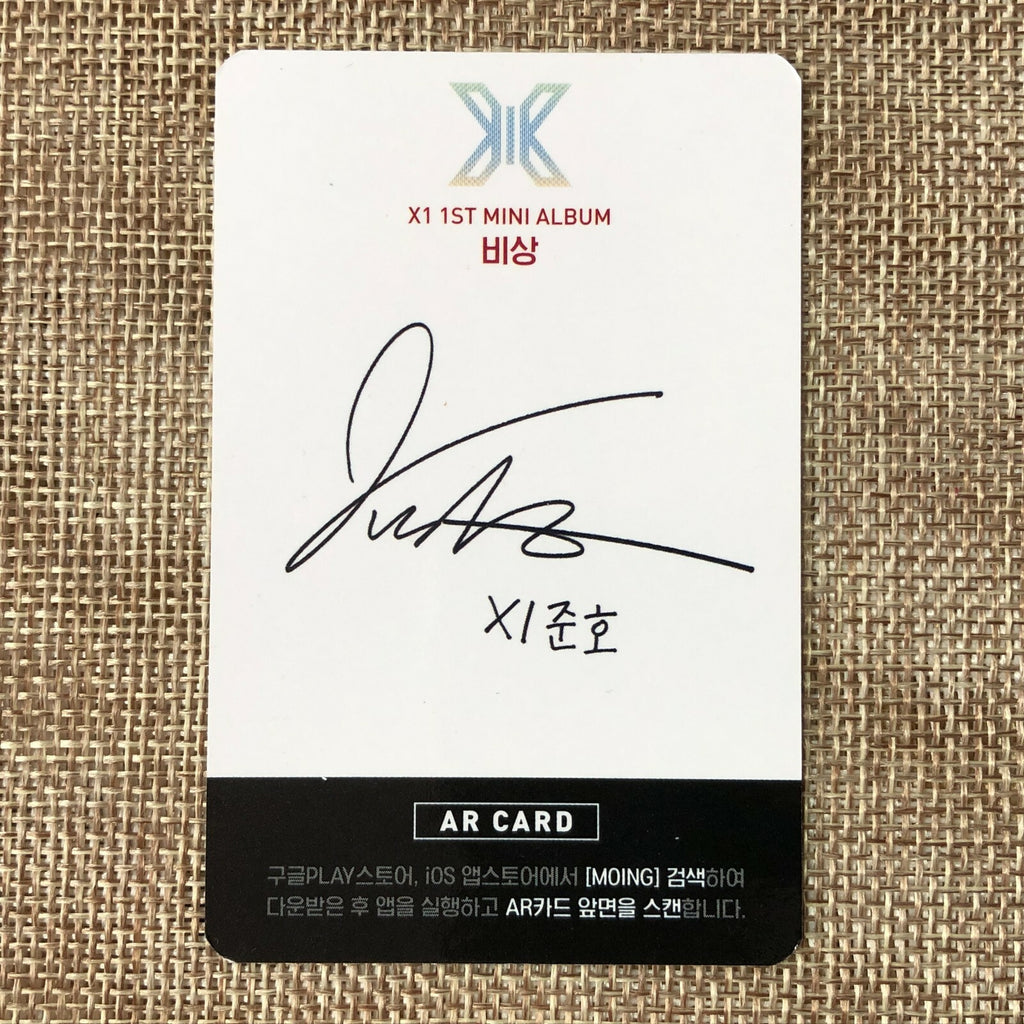 X1 1ST MINI ALBUM
비상
X1 준호
AR CARD
구글PLAY스토어, iOS 앱스토어에서 [MOING] 검색하여
다운받은 후 앱을 실행하고 AR카드 앞면을 스캔합니다.